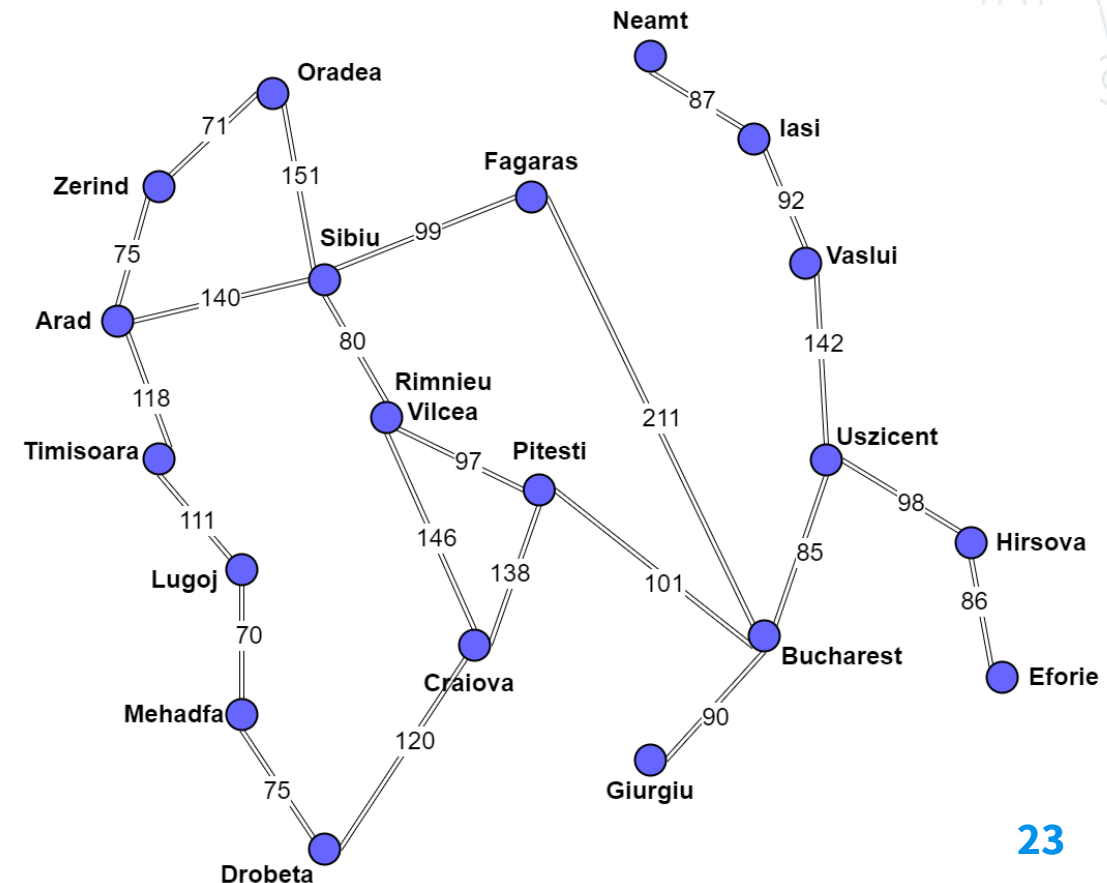 Neamt
Oradea
87
Iasi
71
Fagaras
151
Zerind
92
99
Sibiu
Vaslui
75
140
Arad
80
142
Rimnieu
Vilcea
118
211
Uszicent
Timisoara
97
Pitesti
98
111
146
Hirsova
85
Lugoj
138
101
86
70
Bucharest
Eforie
Craiova
Mehadfa
90
120
75
Giurgiu
23
Drobeta